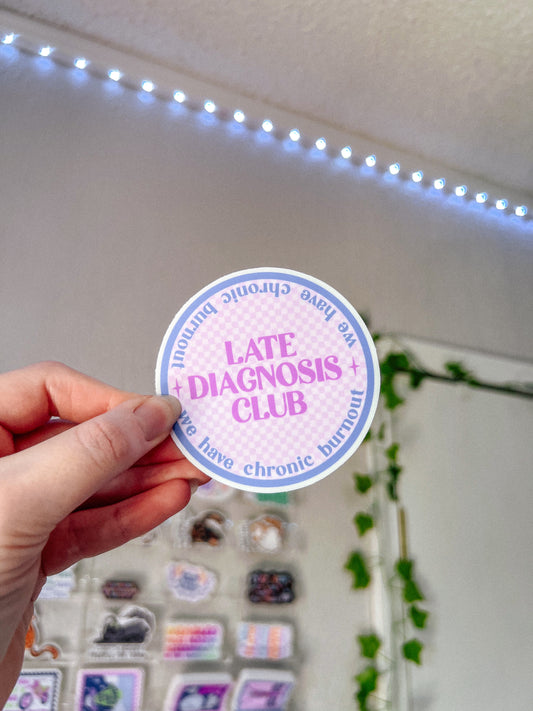 we have chronic burnout
LATE
DIAGNOSIS
CLUB
we have chronic burnout